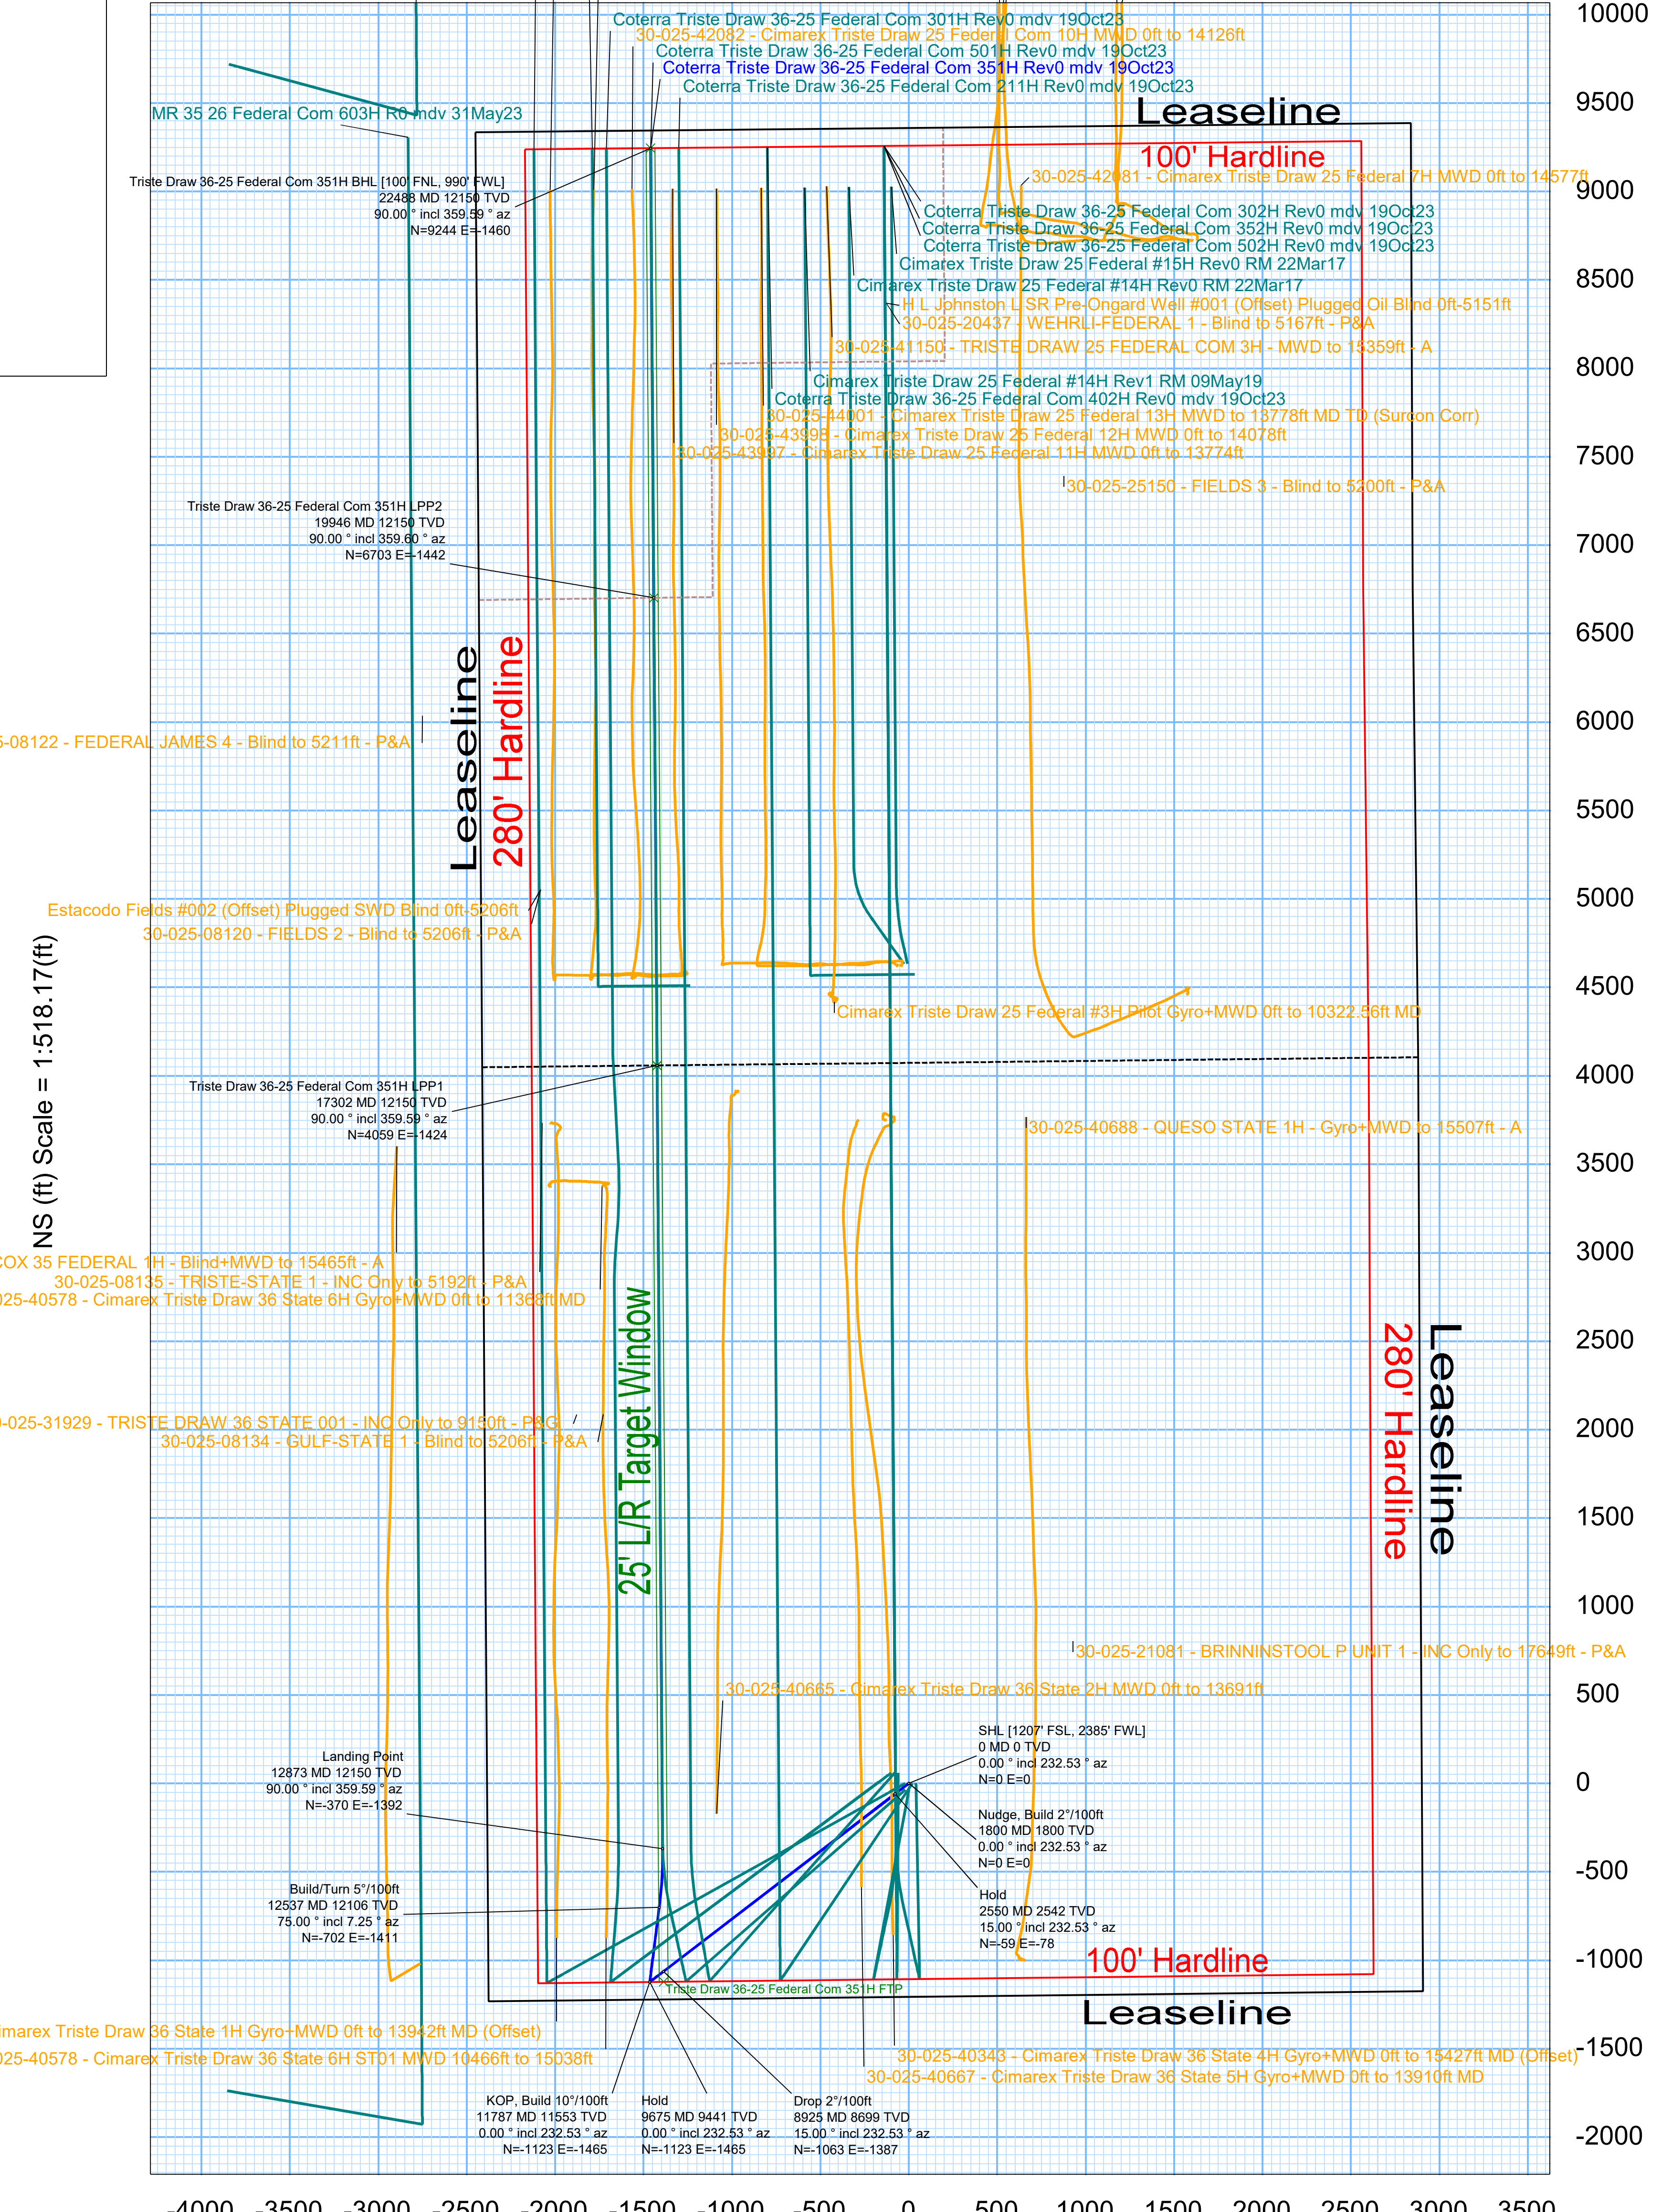 10000
Coterra Triste Draw 36-25 Federal Com 301H Rev0 mdv 19Oct23
30-025-42082 - Cimarex Triste Draw 25 Federal Com 10H MWD 0ft to 14126ft
Coterra Triste Draw 36-25 Federal Com 501H Rev0 mdv 19Oct23
Coterra Triste Draw 36-25 Federal Com 351H Rev0 mdv 19Oct23
Coterra Triste Draw 36-25 Federal Com 211H Rev0 mdv 19Oct23
9500
Leaseline
MR 35 26 Federal Com 603H R0 mdv 31May23
100' Hardline
30-025-42081 - Cimarex Triste Draw 25 Federal 7H MWD 0ft to 14577ft
Triste Draw 36-25 Federal Com 351H BHL [100' FNL, 990' FWL]
22488 MD 12150 TVD
90.00 ° incl 359.59 ° az
N=9244 E=-1460
9000
Coterra Triste Draw 36-25 Federal Com 302H Rev0 mdv 19Oct23
Coterra Triste Draw 36-25 Federal Com 352H Rev0 mdv 19Oct23
Coterra Triste Draw 36-25 Federal Com 502H Rev0 mdv 19Oct23
Cimarex Triste Draw 25 Federal #15H Rev0 RM 22Mar17
8500
Cimarex Triste Draw 25 Federal #14H Rev0 RM 22Mar17
H L Johnston L SR Pre-Ongard Well #001 (Offset) Plugged Oil Blind 0ft-5151ft
30-025-20437 - WEHRLI-FEDERAL 1 - Blind to 5167ft - P&A
30-025-41150 - TRISTE DRAW 25 FEDERAL COM 3H - MWD to 15359ft - A
8000
Cimarex Triste Draw 25 Federal #14H Rev1 RM 09May19
Coterra Triste Draw 36-25 Federal Com 402H Rev0 mdv 19Oct23
30-025-44001 - Cimarex Triste Draw 25 Federal 13H MWD to 13778ft MD TD (Surcon Corr)
30-025-43998 - Cimarex Triste Draw 25 Federal 12H MWD 0ft to 14078ft
30-025-43997 - Cimarex Triste Draw 25 Federal 11H MWD 0ft to 13774ft
7500
30-025-25150 - FIELDS 3 - Blind to 5200ft - P&A
Triste Draw 36-25 Federal Com 351H LPP2
19946 MD 12150 TVD
90.00 ° incl 359.60 ° az
N=6703 E=-1442
7000
6500
Leaseline
280' Hardline
6000
5-08122 - FEDERAL JAMES 4 - Blind to 5211ft - P&A
5500
5000
Estacodo Fields #002 (Offset) Plugged SWD Blind 0ft-5206ft
30-025-08120 - FIELDS 2 - Blind to 5206ft - P&A
NS (ft) Scale = 1:518.17(ft)
4500
Cimarex Triste Draw 25 Federal #3H Pilot Gyro+MWD 0ft to 10322.56ft MD
4000
Triste Draw 36-25 Federal Com 351H LPP1
17302 MD 12150 TVD
90.00 ° incl 359.59 ° az
N=4059 E=-1424
30-025-40688 - QUESO STATE 1H - Gyro+MWD to 15507ft - A
3500
3000
COX 35 FEDERAL 1H - Blind+MWD to 15465ft - A
30-025-08135 - TRISTE-STATE 1 - INC Only to 5192ft - P&A
025-40578 - Cimarex Triste Draw 36 State 6H Gyro+MWD 0ft to 11368ft MD
25' L/R Target Window
2500
Leaseline
280' Hardline
2000
0-025-31929 - TRISTE DRAW 36 STATE 001 - INC Only to 9150ft - P&G
30-025-08134 - GULF-STATE 1 - Blind to 5206ft - P&A
1500
1000
30-025-21081 - BRINNINSTOOL P UNIT 1 - INC Only to 17649ft - P&A
30-025-40665 - Cimarex Triste Draw 36 State 2H MWD 0ft to 13691ft
500
SHL [1207' FSL, 2385' FWL]
0 MD 0 TVD
0.00 ° incl 232.53 ° az
N=0 E=0
Landing Point
12873 MD 12150 TVD
90.00 ° incl 359.59 ° az
N=-370 E=-1392
0
Nudge, Build 2°/100ft
1800 MD 1800 TVD
0.00 ° incl 232.53 ° az
N=0 E=0
-500
Build/Turn 5°/100ft
12537 MD 12106 TVD
75.00 ° incl 7.25 ° az
N=-702 E=-1411
Hold
2550 MD 2542 TVD
15.00 ° incl 232.53 ° az
N=-59 E=-78
-1000
100' Hardline
Triste Draw 36-25 Federal Com 351H FTP
Leaseline
imarex Triste Draw 36 State 1H Gyro+MWD 0ft to 13942ft MD (Offset)
-1500
025-40578 - Cimarex Triste Draw 36 State 6H ST01 MWD 10466ft to 15038ft
30-025-40343 - Cimarex Triste Draw 36 State 4H Gyro+MWD 0ft to 15427ft MD (Offset)
30-025-40667 - Cimarex Triste Draw 36 State 5H Gyro+MWD 0ft to 13910ft MD
KOP, Build 10°/100ft
11787 MD 11553 TVD
0.00 ° incl 232.53 ° az
N=-1123 E=-1465
Hold
9675 MD 9441 TVD
0.00 ° incl 232.53 ° az
N=-1123 E=-1465
Drop 2°/100ft
8925 MD 8699 TVD
15.00 ° incl 232.53 ° az
N=-1063 E=-1387
-2000
-4000 -3500 -3000 -2500 -2000 -1500 -1000 -500 0 500 1000 1500 2000 2500 3000 3500